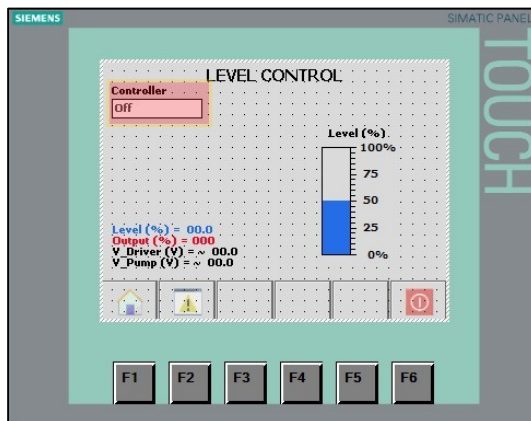 SIEMENS
SIMATIC PANEL
TOUCH
LEVEL CONTROL
Controller
Off
Level (%)
100%
75
50
25
0%
Level (%) = 00.0
Output (%) = 000
V_Driver (V) = ~ 00.0
V_Pump (V) = ~ 00.0
F1 F2 F3 F4 F5 F6